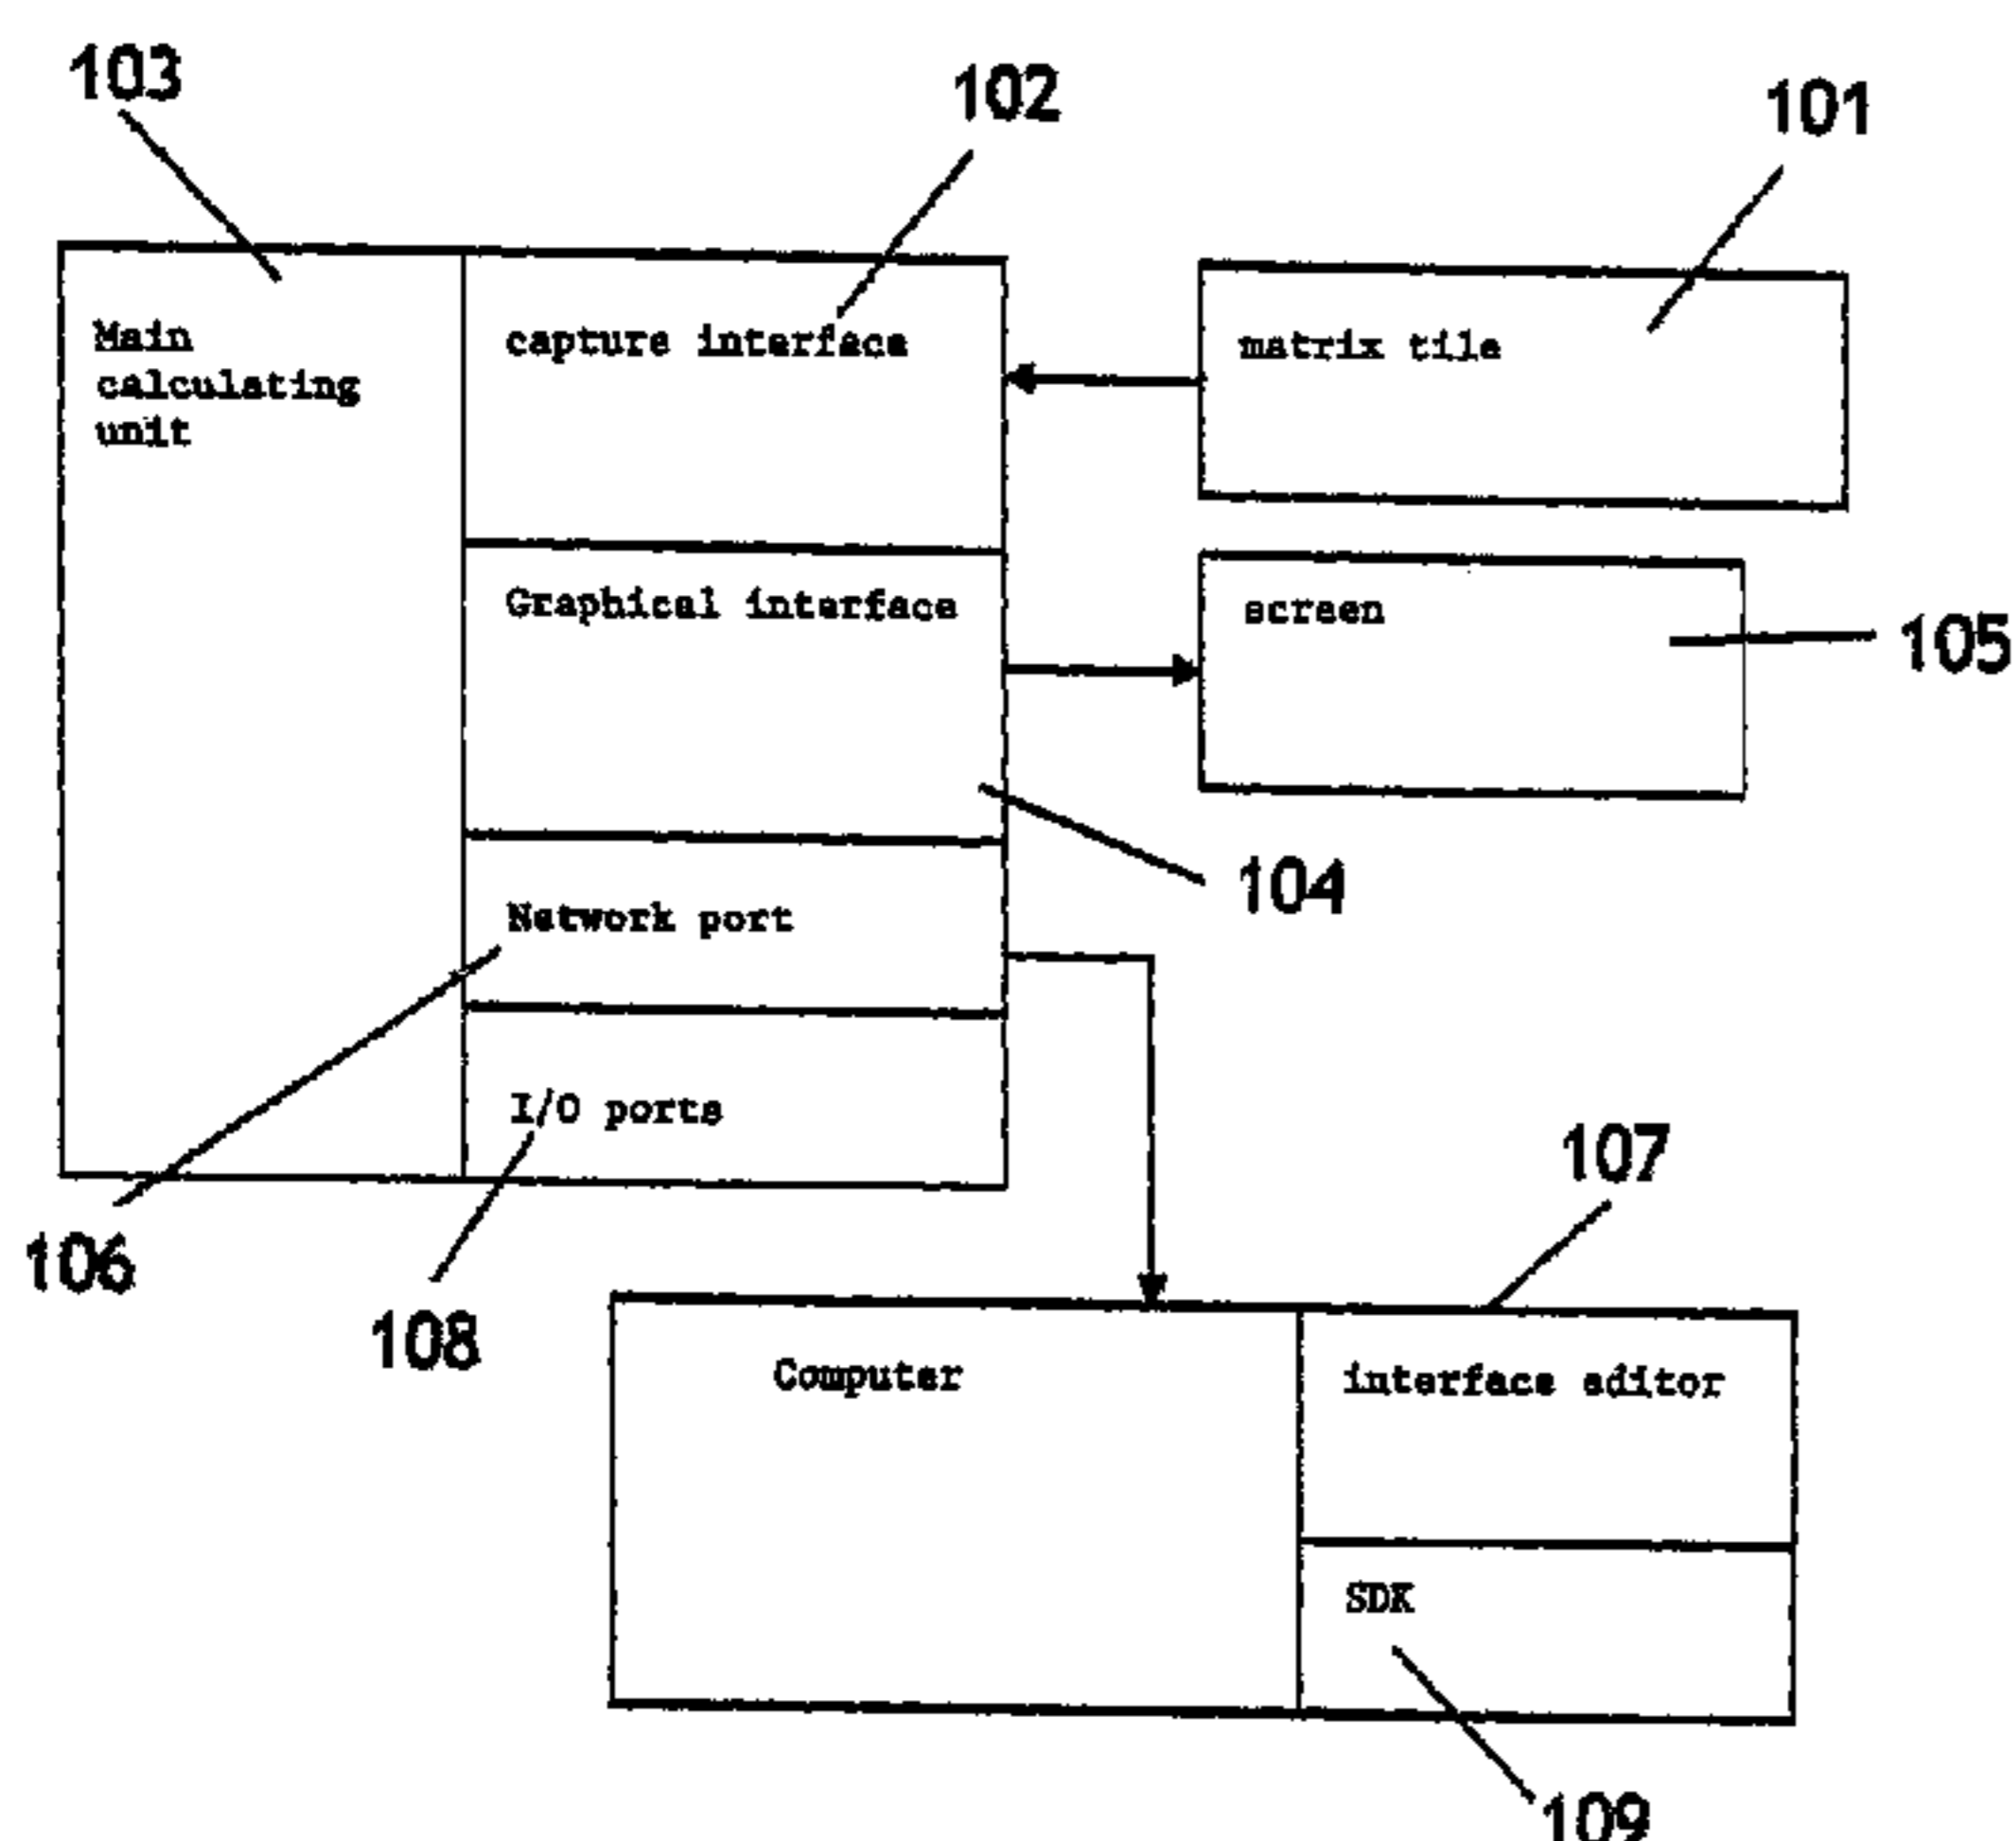 103
102
101
Main
calculating
unit
capture interface
matrix tile
Graphical interface
screen
105
104
Network port
I/O ports
107
106
108
Computer
interface editor
SDK
109